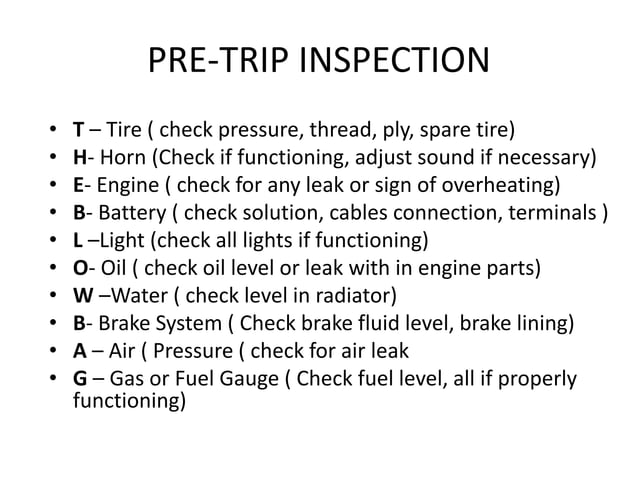 PRE-TRIP INSPECTION
• T – Tire ( check pressure, thread, ply, spare tire)
• H- Horn (Check if functioning, adjust sound if necessary)
• E- Engine ( check for any leak or sign of overheating)
• B- Battery ( check solution, cables connection, terminals )
• L –Light (check all lights if functioning)
• O- Oil ( check oil level or leak with in engine parts)
• W –Water ( check level in radiator)
• B- Brake System ( Check brake fluid level, brake lining)
• A – Air ( Pressure ( check for air leak
• G – Gas or Fuel Gauge ( Check fuel level, all if properly
functioning)